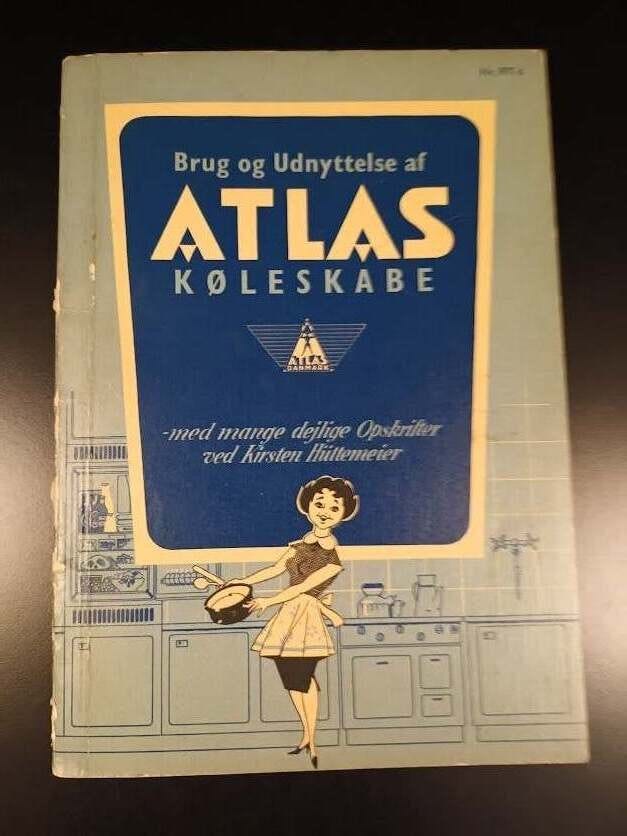 Brug og Udnyttelse af
ATLAS
KØLESKABE
ATLAS
DANMARK
-med mange dejlige Opskrifter
ved Kirsten Hüttemeier